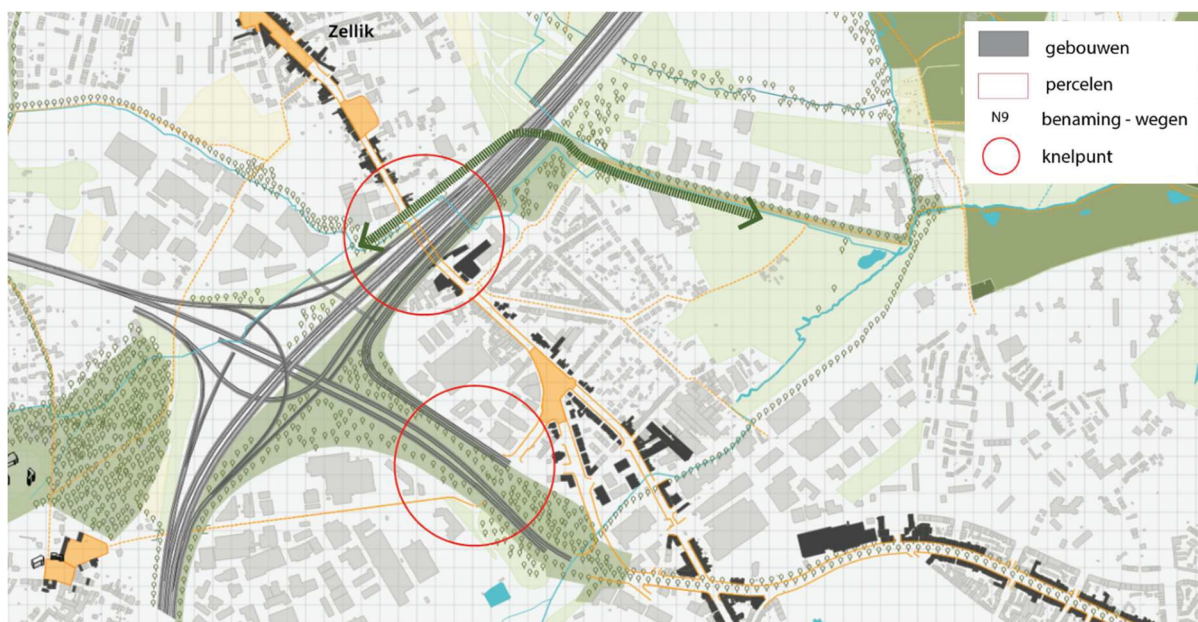 Zellik
gebouwen
percelen
N9 benaming - wegen
knelpunt